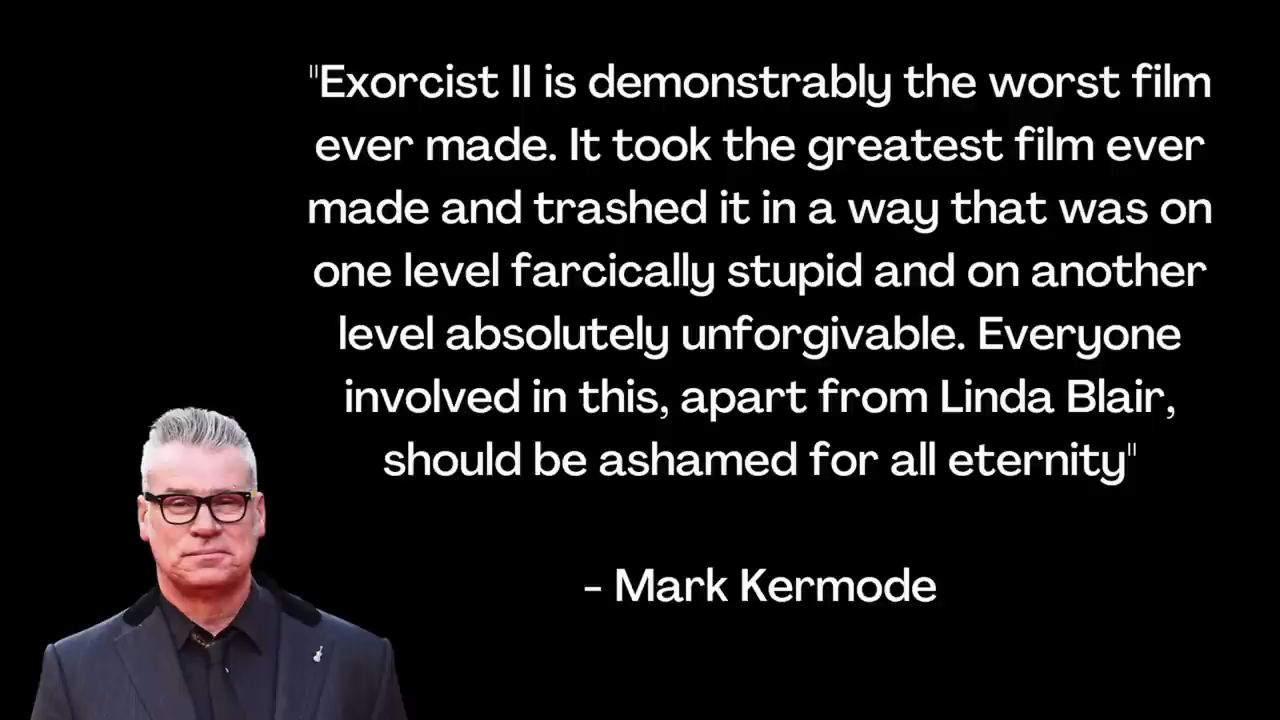 "Exorcist II is demonstrably the worst film
ever made. It took the greatest film ever
made and trashed it in a way that was on
one level farcically stupid and on another
level absolutely unforgivable. Everyone
involved in this, apart from Linda Blair,
should be ashamed for all eternity"
- Mark Kermode